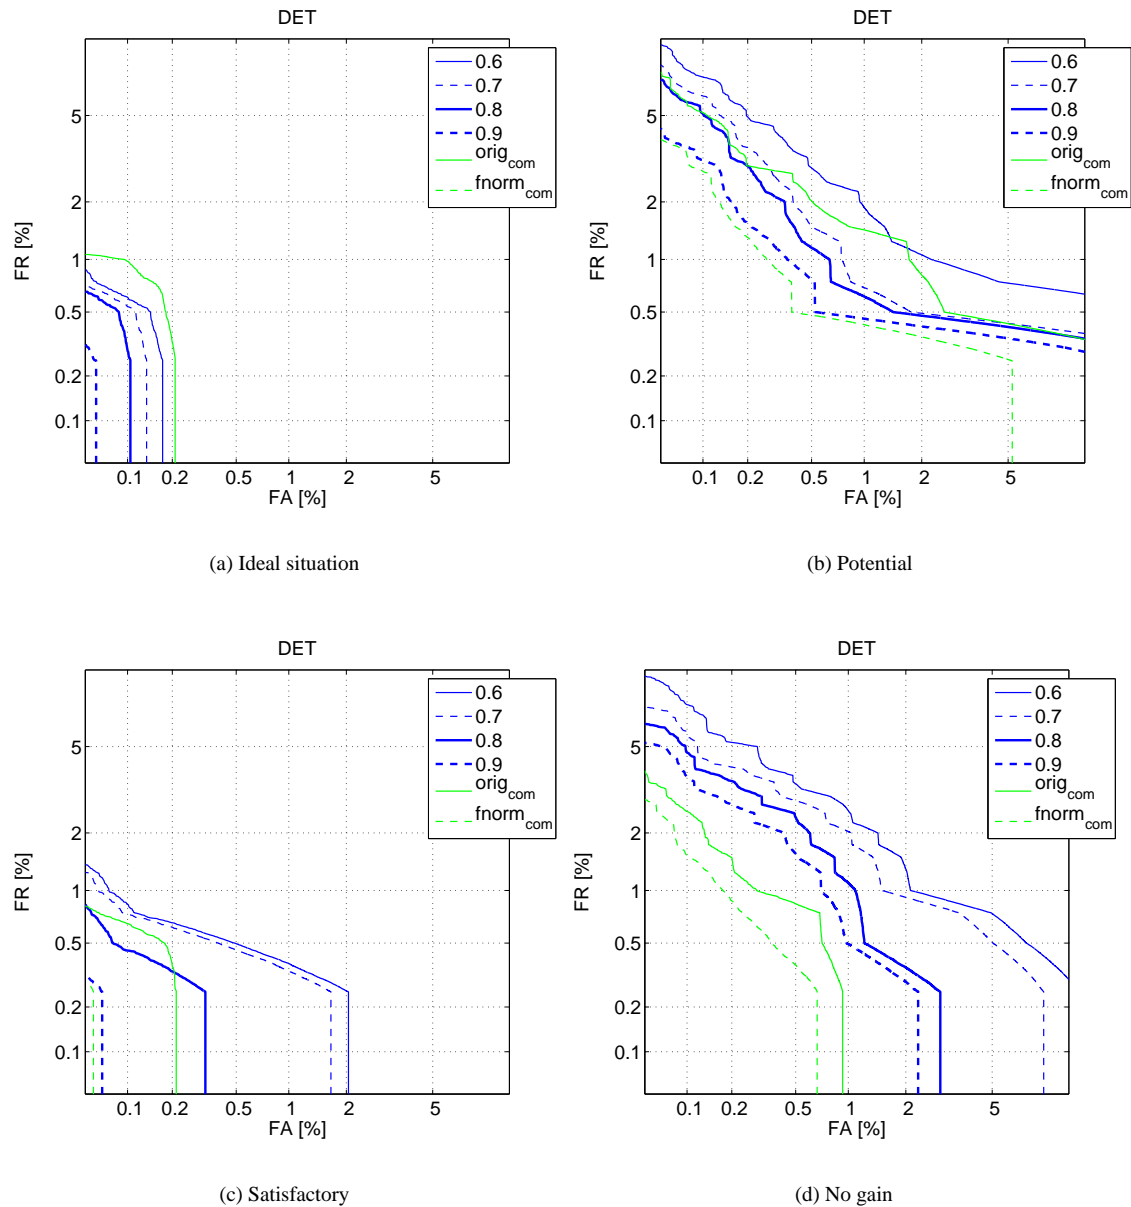 DET
5
2
1
0.5
0.2
0.1
FR [%]
0.1 0.2 0.5 1 2 5
FA [%]
0.6
0.7
0.8
0.9
orig_com
fnorm_com
(a) Ideal situation
DET
5
2
1
0.5
0.2
0.1
FR [%]
0.1 0.2 0.5 1 2 5
FA [%]
0.6
0.7
0.8
0.9
orig_com
fnorm_com
(b) Potential
DET
5
2
1
0.5
0.2
0.1
FR [%]
0.1 0.2 0.5 1 2 5
FA [%]
0.6
0.7
0.8
0.9
orig_com
fnorm_com
(c) Satisfactory
DET
5
2
1
0.5
0.2
0.1
FR [%]
0.1 0.2 0.5 1 2 5
FA [%]
0.6
0.7
0.8
0.9
orig_com
fnorm_com
(d) No gain